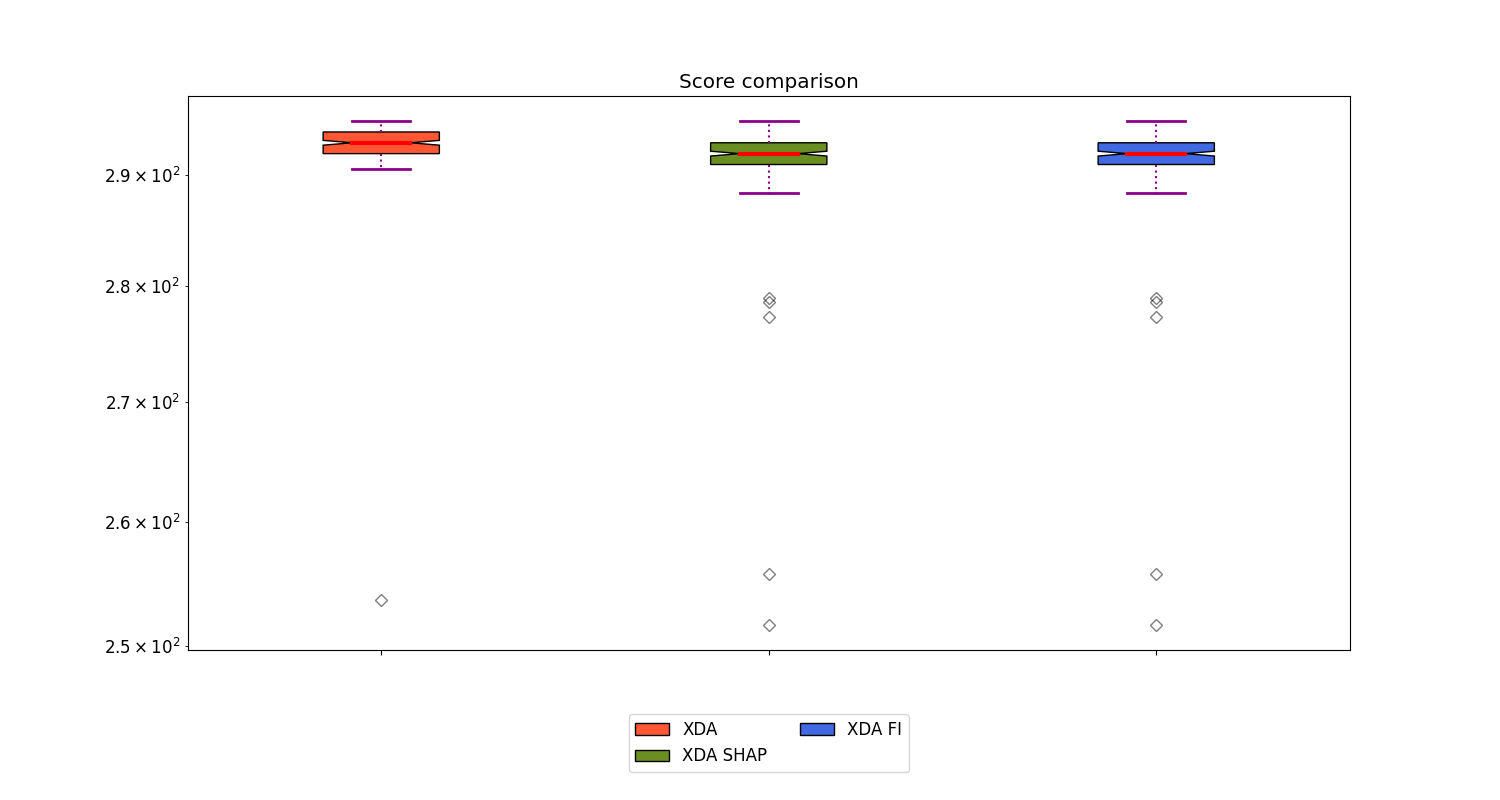 Score comparison
2.9 × 10²
2.8 × 10²
2.7 × 10²
2.6 × 10²
2.5 × 10²
XDA
XDA SHAP
XDA FI